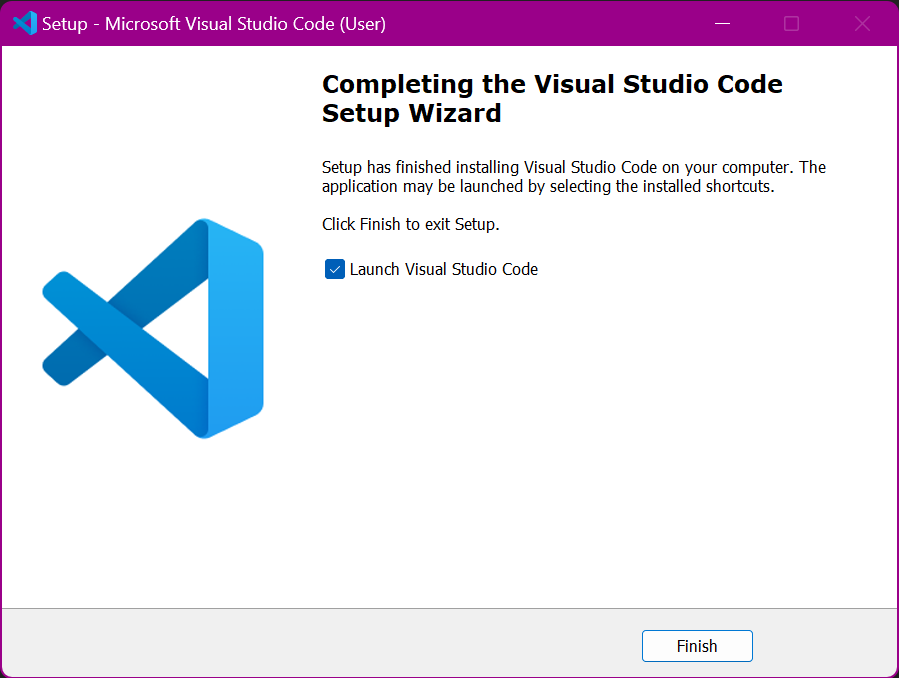 Setup - Microsoft Visual Studio Code (User)
Completing the Visual Studio Code
Setup Wizard
Setup has finished installing Visual Studio Code on your computer. The
application may be launched by selecting the installed shortcuts.
Click Finish to exit Setup.
Launch Visual Studio Code
Finish